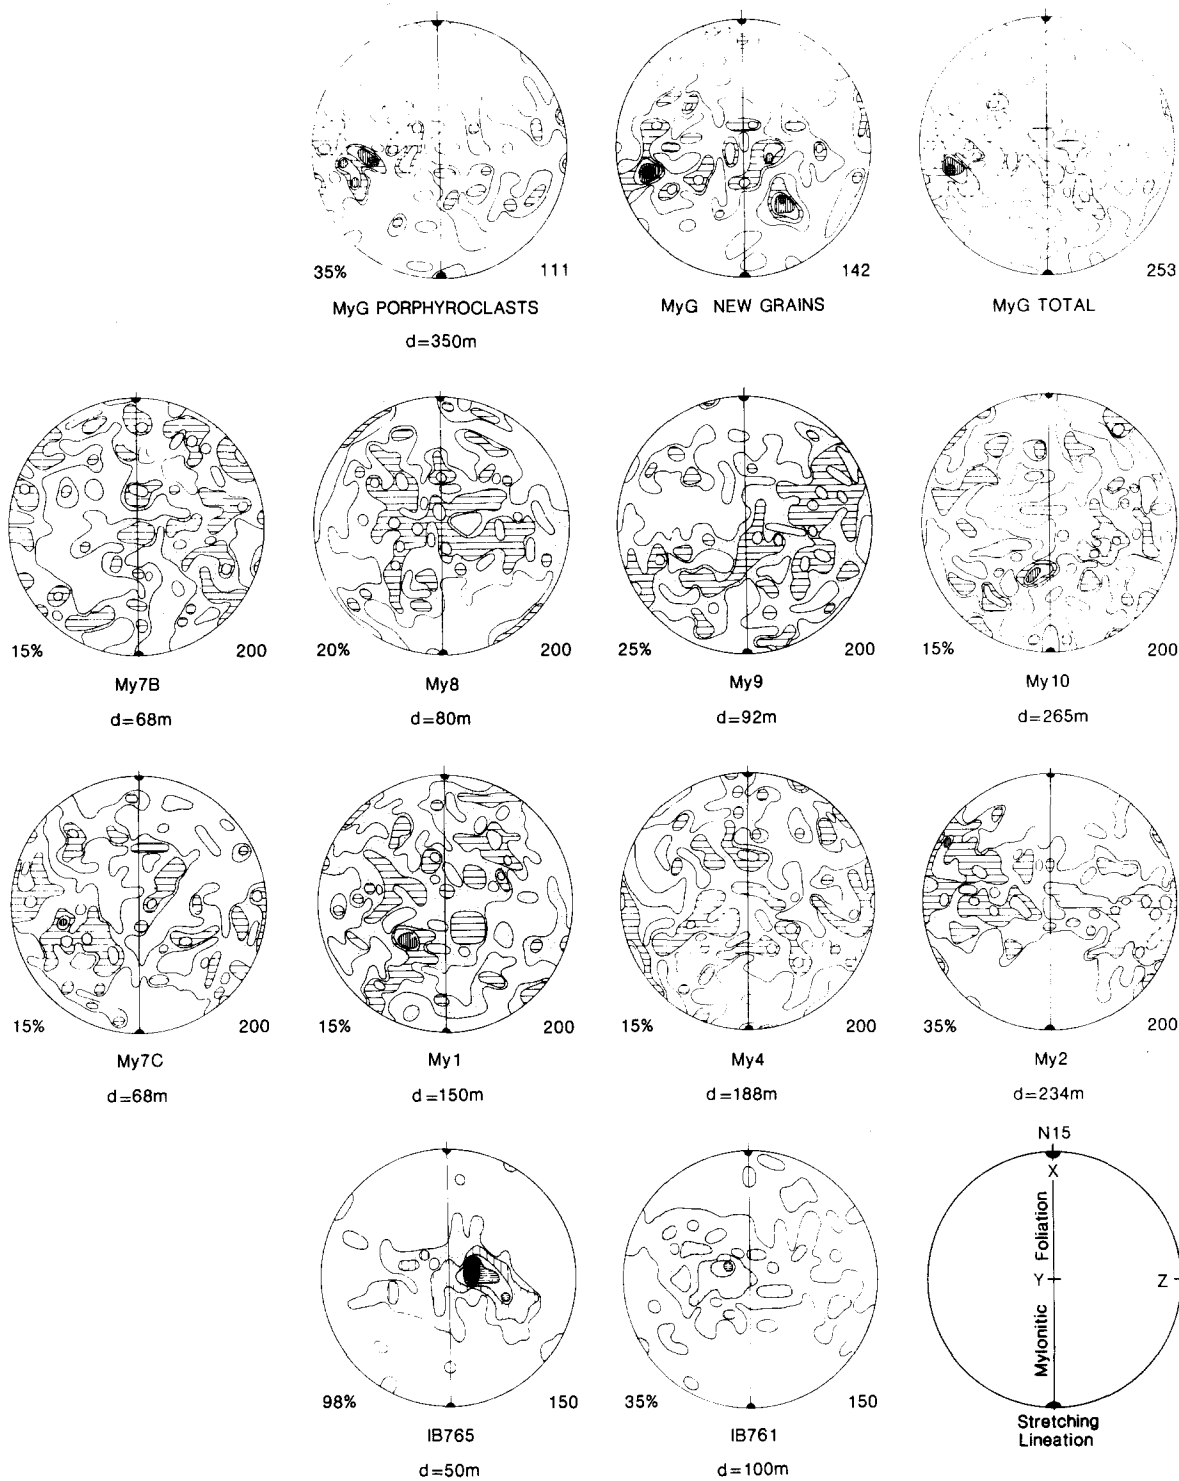 35% 111
MyG PORPHYROCLASTS
d=350m
142
MyG NEW GRAINS
253
MyG TOTAL
15% 200
My7B
d=68m
20% 200
My8
d=80m
25% 200
My9
d=92m
15% 200
My10
d=265m
15% 200
My7C
d=68m
15% 200
My1
d=150m
15% 200
My4
d=188m
35% 200
My2
d=234m
98% 150
IB765
d=50m
35% 150
IB761
d=100m
N15
X
Foliation
Y
Z
Mylonitic
Stretching
Lineation